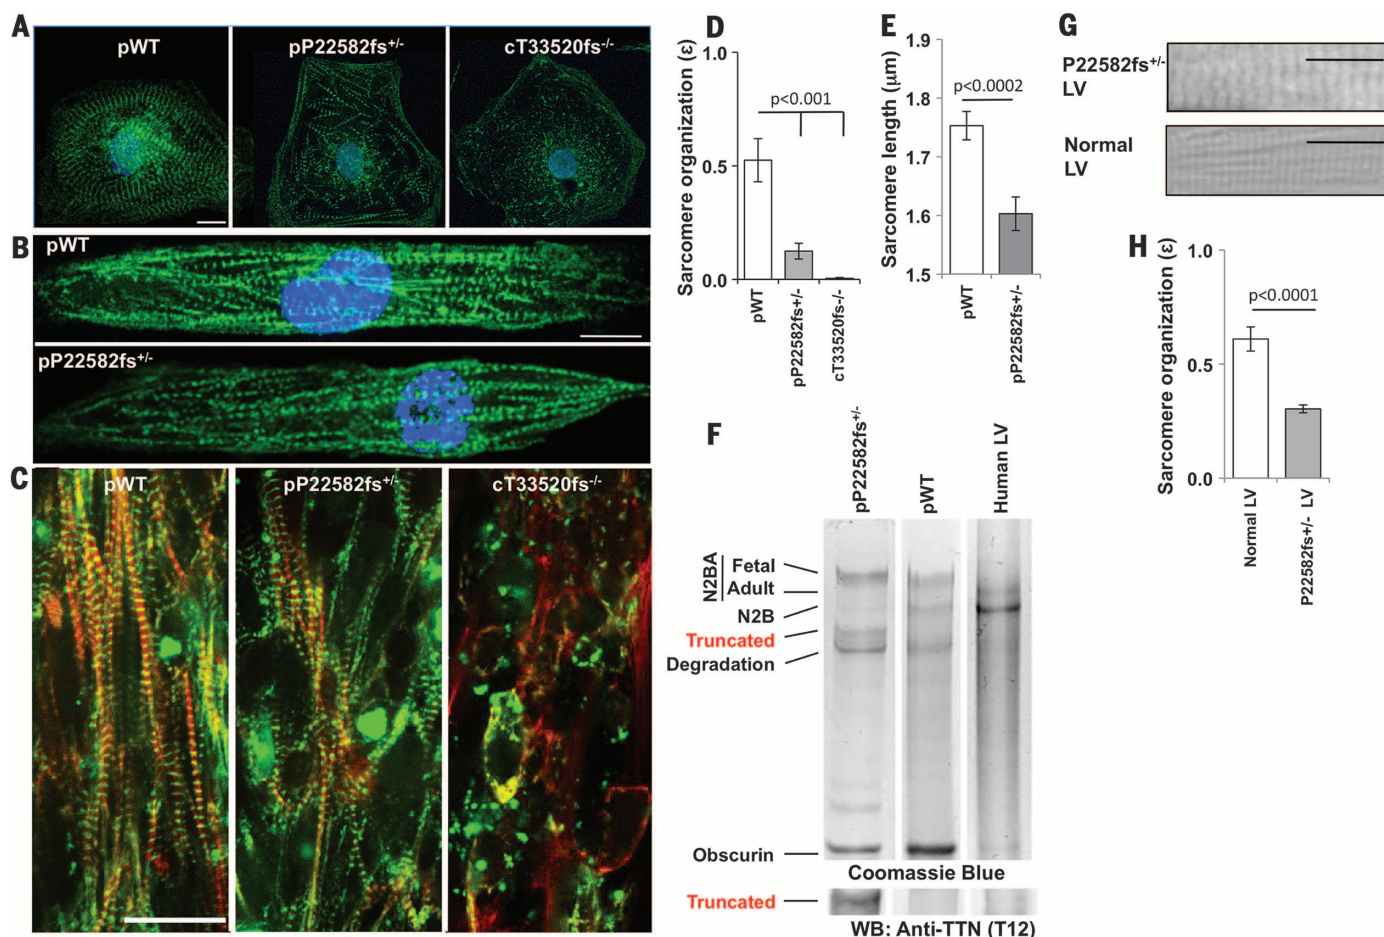 A
pWT
pP22582fs+/-
cT33520fs-/-
B
pWT
pP22582fs+/-
C
pWT
pP22582fs+/-
cT33520fs-/-
D
Sarcomere organization (ε)
1.0
0.5
0.0
p<0.001
pWT
pP22582fs+/-
cT33520fs-/-
E
Sarcomere length (μm)
1.9
1.8
1.7
1.6
1.5
p<0.0002
pWT
pP22582fs+/-
F
pP22582fs+/-
pWT
Human LV
N2BA
Fetal
Adult
N2B
Truncated
Degradation
Obscurin
Coomassie Blue
Truncated
WB: Anti-TTN (T12)
G
P22582fs+/-
LV
Normal
LV
H
Sarcomere organization (ε)
1.0
0.5
0.0
p<0.0001
Normal LV
P22582fs+/- LV